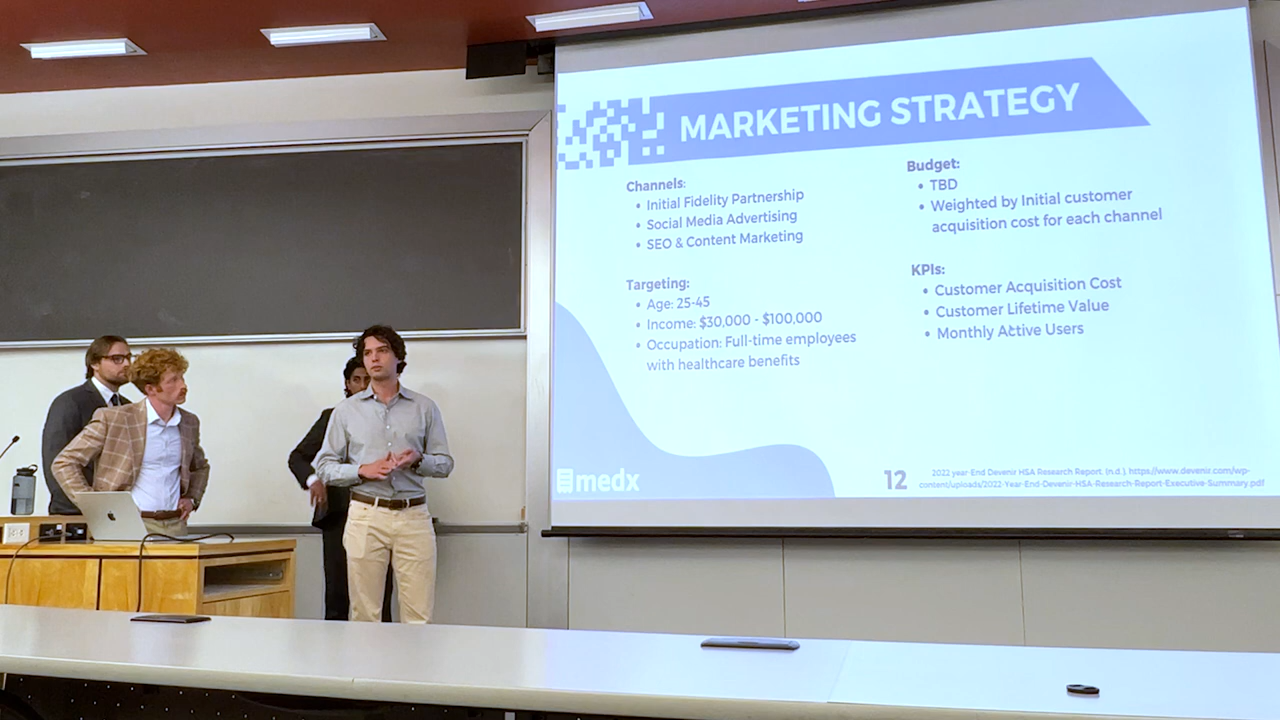 MARKETING STRATEGY
Channels:
• Initial Fidelity Partnership
• Social Media Advertising
• SEO & Content Marketing
Targeting:
• Age: 25-45
• Income: $30,000 - $100,000
• Occupation: Full-time employees
with healthcare benefits
Budget:
• TBD
• Weighted by Initial customer
acquisition cost for each channel
KPIs:
• Customer Acquisition Cost
• Customer Lifetime Value
• Monthly Active Users
medx
12
2022 year-End Devenir HSA Research Report. (n.d.). https://www.devenir.com/wp-
content/uploads/2022-Year-End-Devenir-HSA-Research-Report-Executive-Summary.pdf